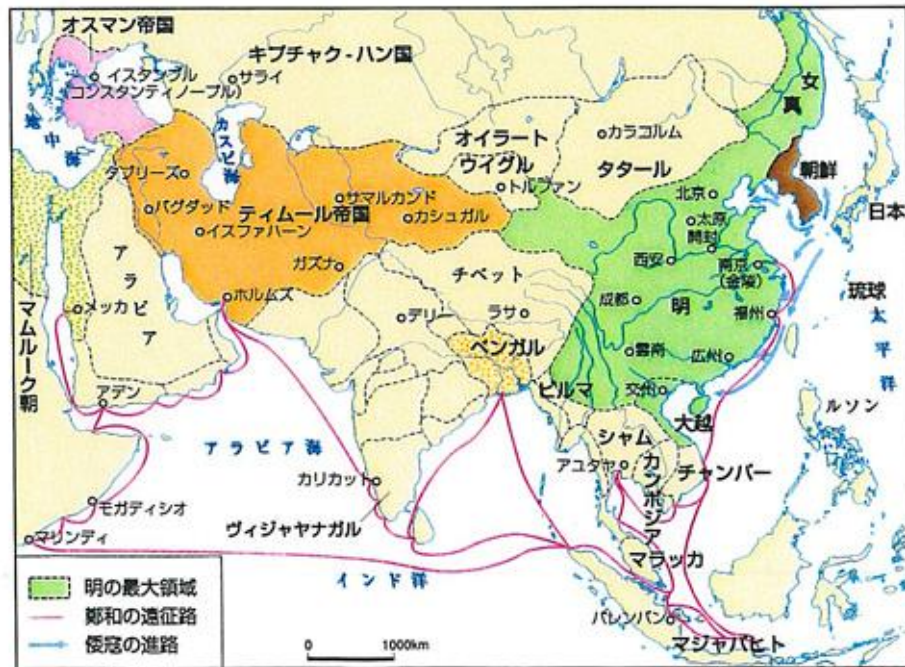 オスマン帝国
キプチャク-ハン国
イスタンブル
(コンスタンティノープル)
サライ
地中海
カスピ海
オイラート
ウイグル
カラコルム
タタール
女真
朝鮮
日本
タブリーズ
バグダッド
イスファハーン
ティムール帝国
サマルカンド
カシュガル
トルファン
北京
太原
開封
西安
南京
(金陵)
アラビア
ガズナ
チベット
成都
明
福州
琉球
太平洋
メッカ
ホルムズ
デリー
ラサ
ベンガル
雲南
広州
マムルーク朝
アデン
ビルマ
交州
大越
ルソン
アラビア海
シャム
アユタヤ
カンボジア
チャンパー
カリカット
モガディシオ
ヴィジャヤナガル
マリンディ
マラッカ
インド洋
パレンバン
マジャパヒト
明の最大領域
鄭和の遠征路
倭寇の進路
0 1000km